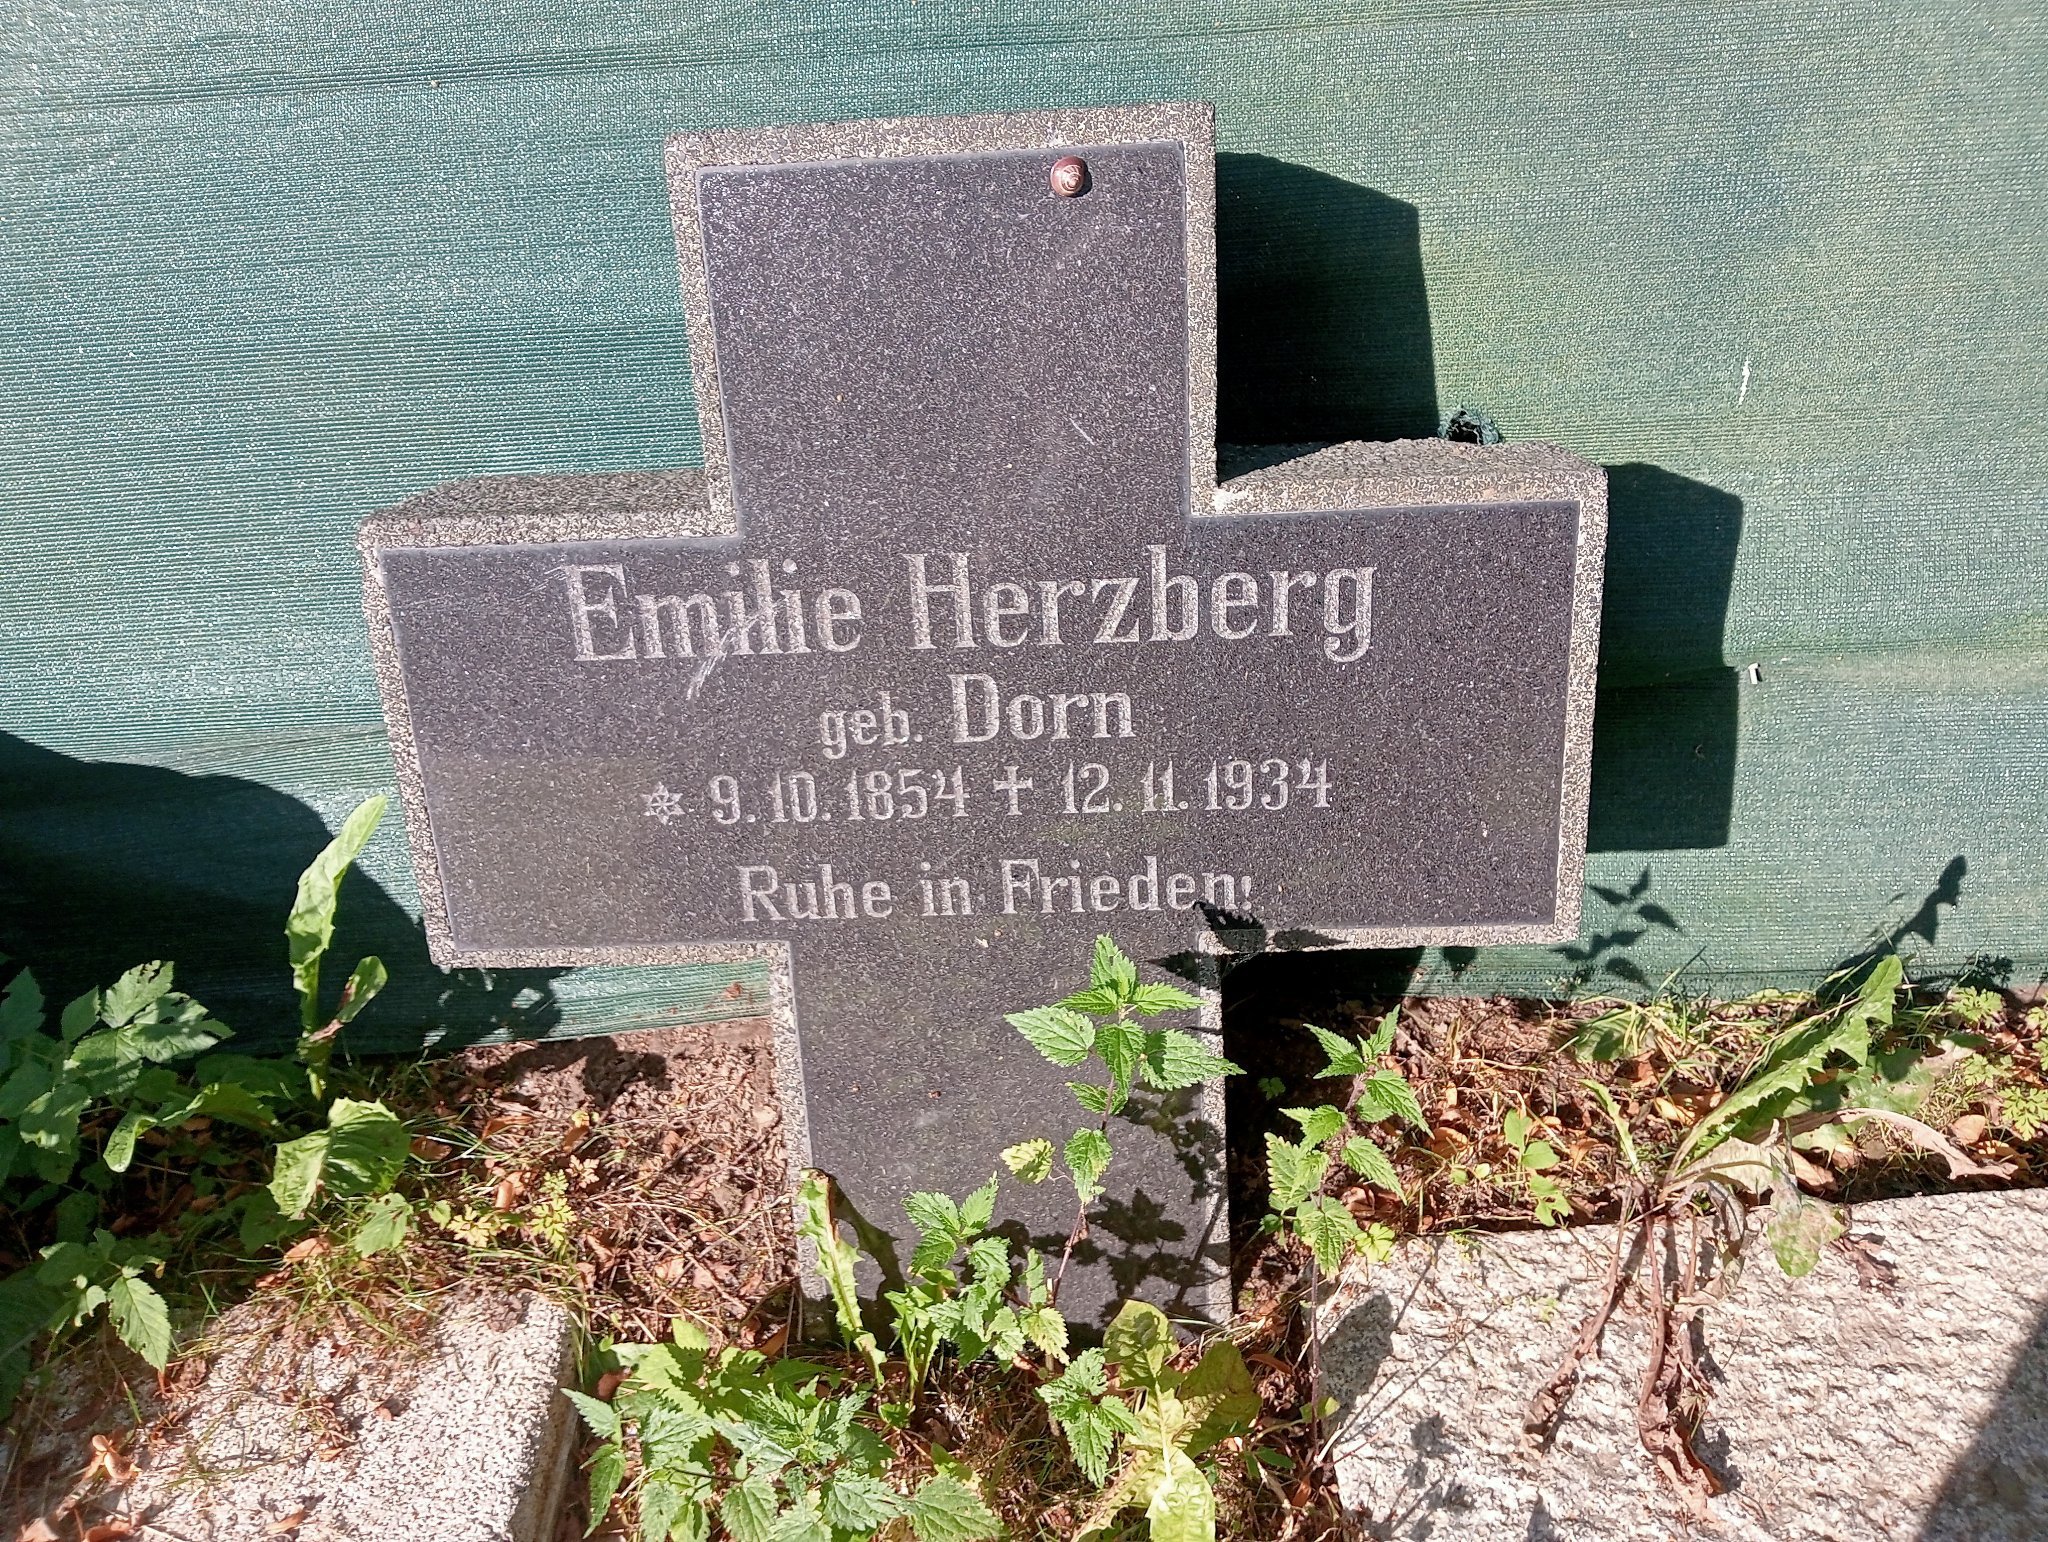 Emilie Herzberg
geb. Dorn
* 9.10.1854 † 12.11.1934
Ruhe in Frieden!